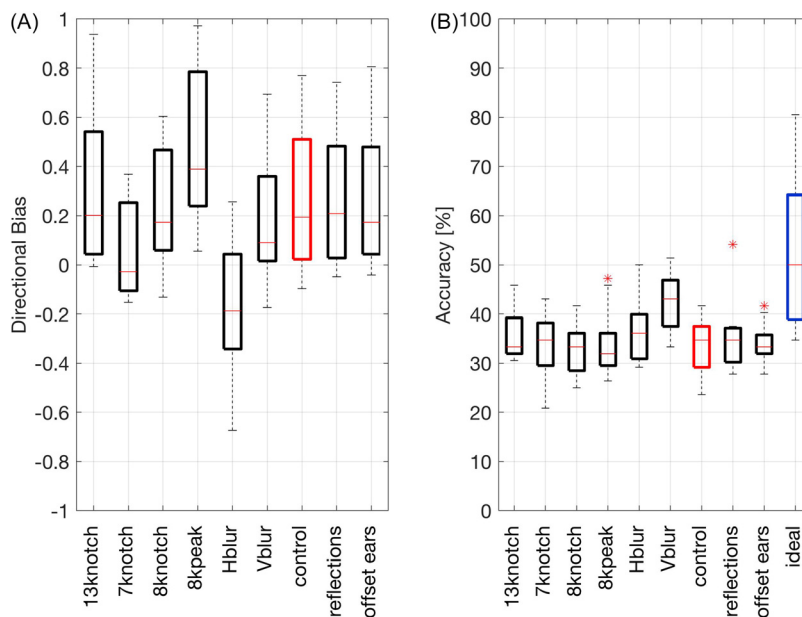 (A)
1
0.8
0.6
0.4
0.2
0
-0.2
-0.4
-0.6
-0.8
-1
Directional Bias
13knotch
7knotch
8knotch
8kpeak
Hblur
Vblur
control
reflections
offset ears
(B)
100
90
80
70
60
50
40
30
20
10
0
Accuracy [%]
13knotch
7knotch
8knotch
8kpeak
Hblur
Vblur
control
reflections
offset ears
ideal